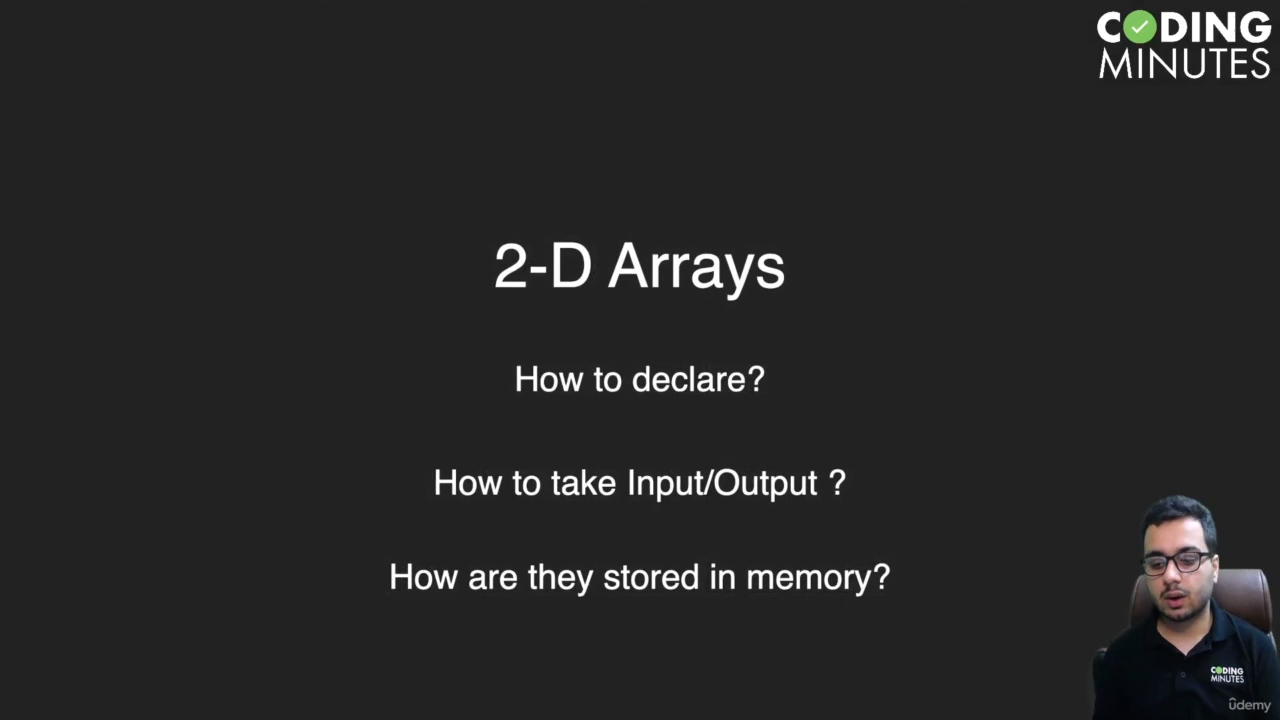 CODING
MINUTES
2-D Arrays
How to declare?
How to take Input/Output ?
How are they stored in memory?
CODING
MINUTES
udemy